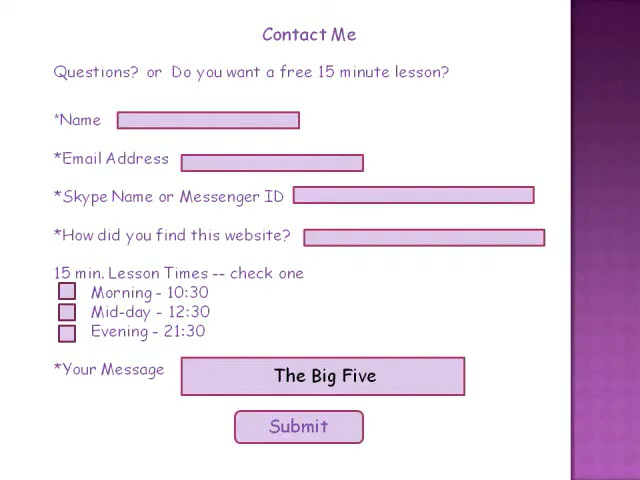 Contact Me
Questions? or Do you want a free 15 minute lesson?
*Name
*Email Address
*Skype Name or Messenger ID
*How did you find this website?
15 min. Lesson Times -- check one
Morning - 10:30
Mid-day - 12:30
Evening - 21:30
*Your Message
The Big Five
Submit